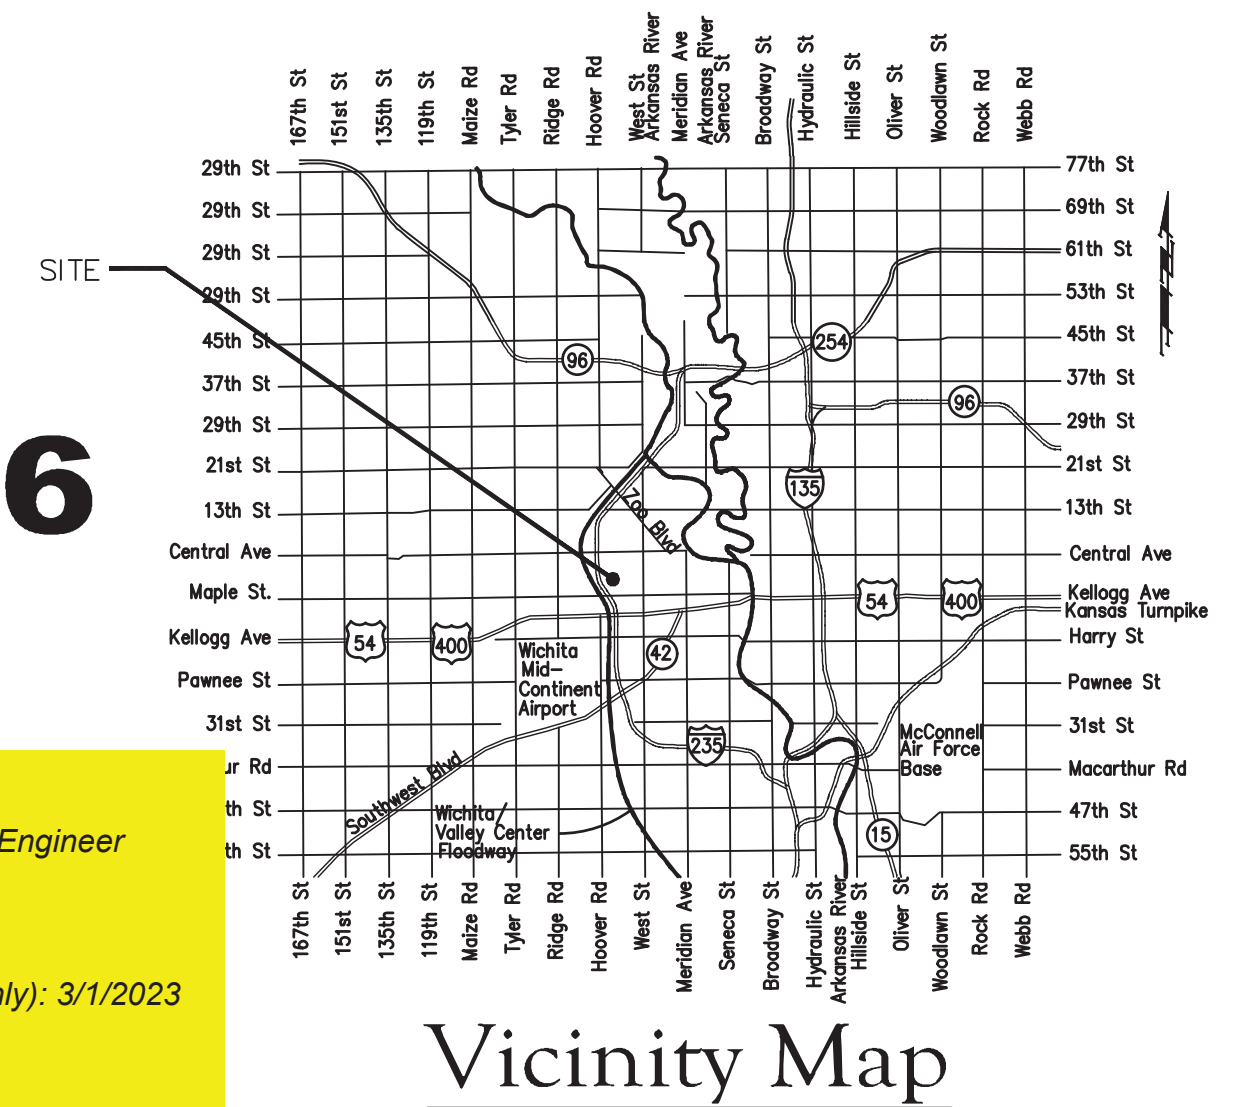 167th St
151st St
135th St
119th St
Maize Rd
Tyler Rd
Ridge Rd
Hoover Rd
West St
Arkansas River
Meridian Ave
Arkansas River
Seneca St
Broadway St
Hydraulic St
Hillside St
Oliver St
Woodlawn St
Rock Rd
Webb Rd
29th St
77th St
29th St
69th St
29th St
61th St
SITE
29th St
53th St
45th St
254
45th St
96
37th St
37th St
96
29th St
29th St
6
21st St
21st St
135
Zoo Blvd
13th St
13th St
Central Ave
Central Ave
Maple St.
54
400
Kellogg Ave
Kansas Turnpike
Kellogg Ave
54
400
42
Harry St
Wichita
Mid-
Continent
Airport
Pawnee St
Pawnee St
31st St
235
McConnell
Air Force
Base
31st St
ur Rd
Macarthur Rd
Southwest Blvd
th St
Wichita/
Valley Center
Floodway
47th St
15
th St
55th St
Engineer
nly): 3/1/2023
167th St
151st St
135th St
119th St
Maize Rd
Tyler Rd
Ridge Rd
Hoover Rd
West St
Meridian Ave
Seneca St
Broadway St
Hydraulic St
Arkansas River
Hillside St
Oliver St
Woodlawn St
Rock Rd
Webb Rd
Vicinity Map